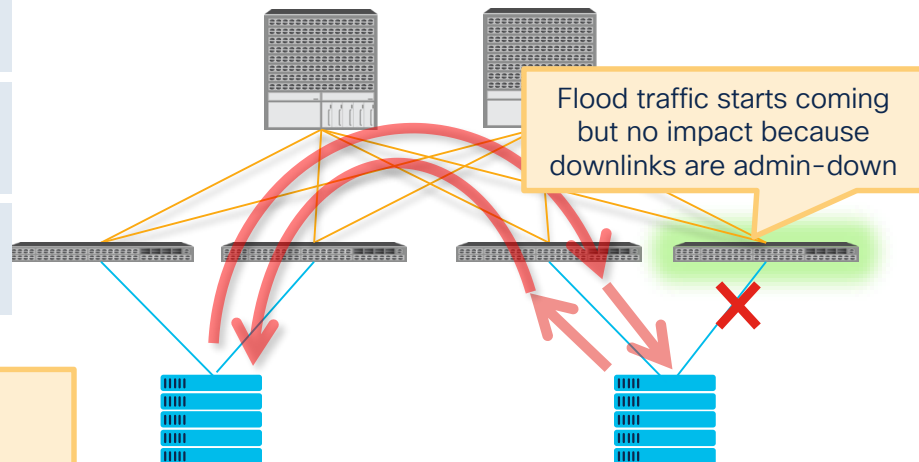 Flood traffic starts coming
but no impact because
downlinks are admin-down